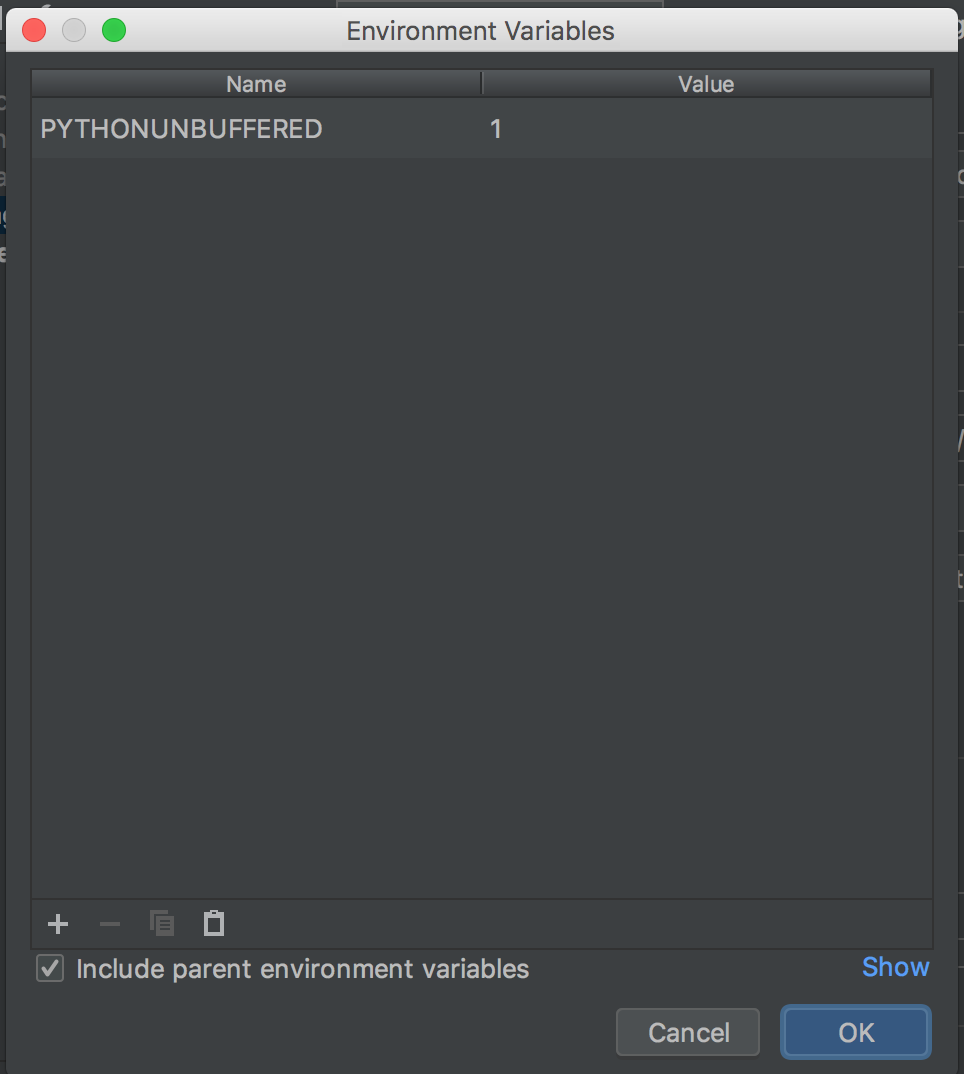 Environment Variables
Name Value
PYTHONUNBUFFERED 1
Include parent environment variables Show
Cancel OK